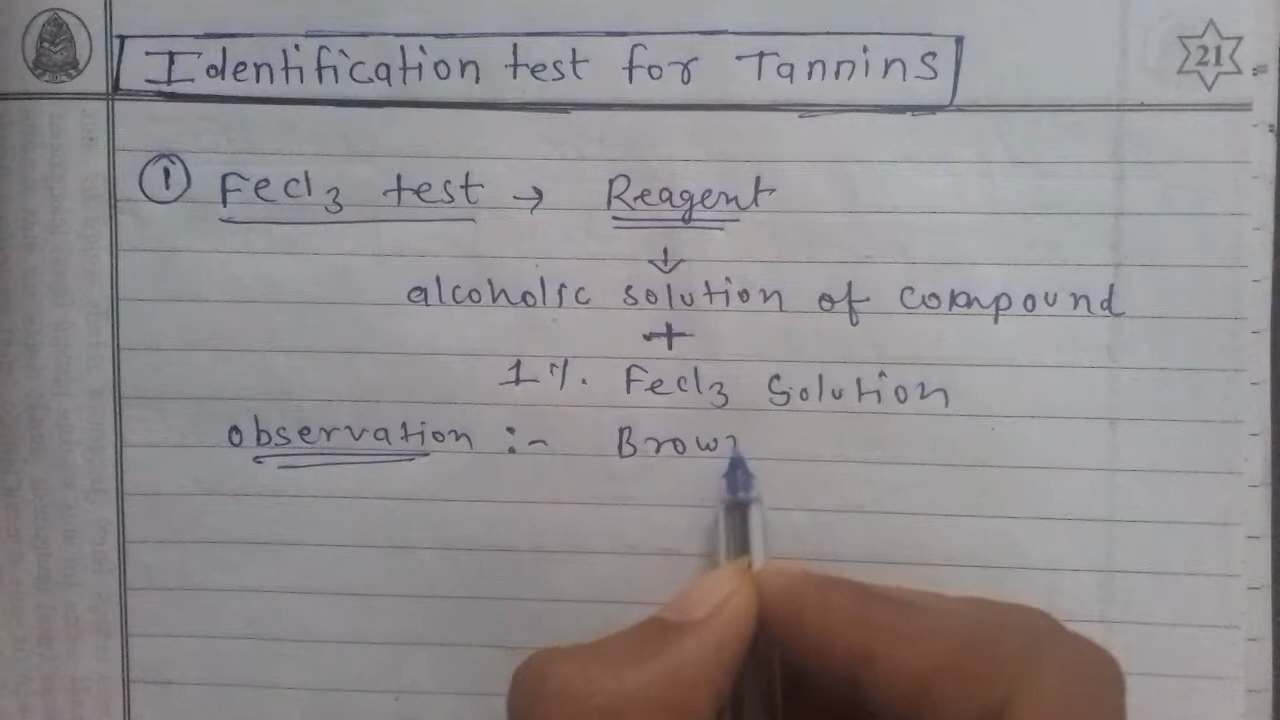 Identification test for Tannins
21
① Fecl3 test → Reagent
↓
alcoholic solution of compound
+
1%. Fecl3 Solution
observation :- Brow